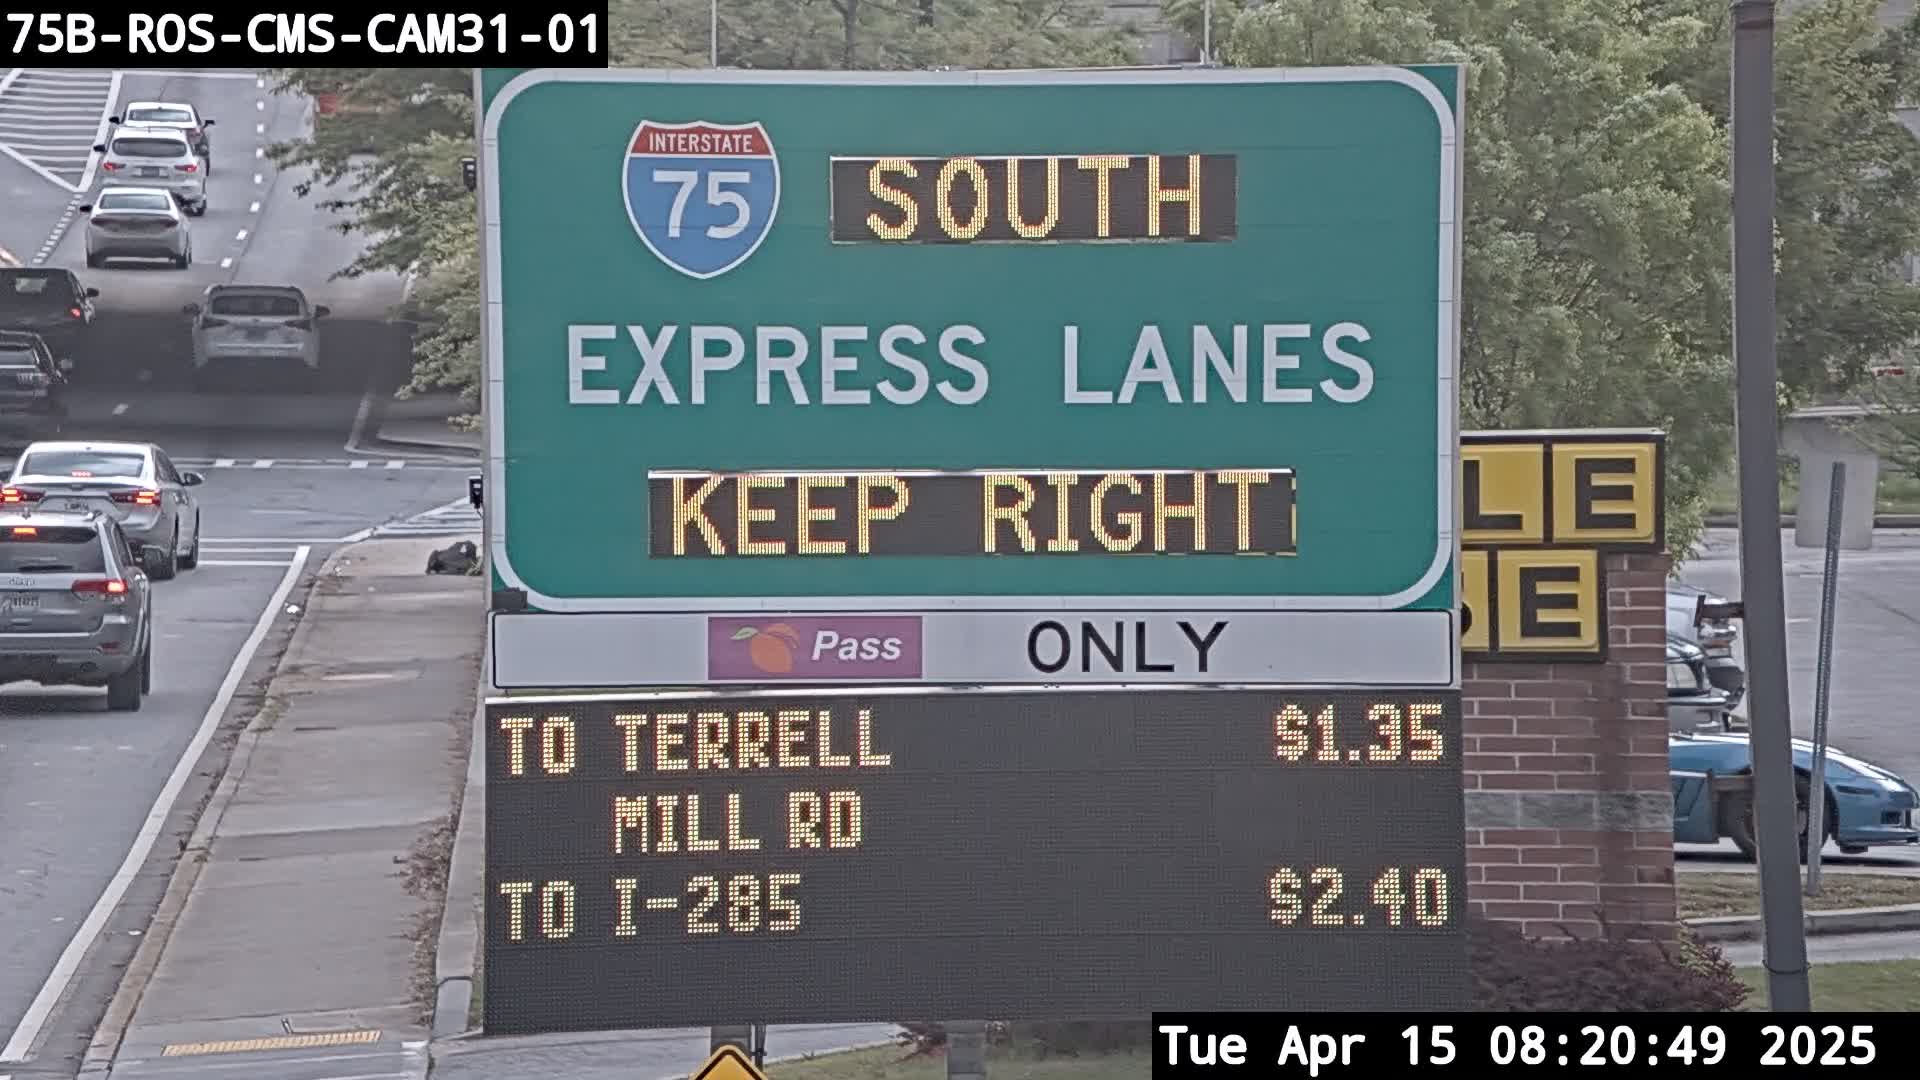 75B-ROS-CMS-CAM31-01
INTERSTATE
75
SOUTH
EXPRESS LANES
KEEP RIGHT
Pass ONLY
TO TERRELL $1.35
MILL RD
TO I-285 $2.40
LE
E
Tue Apr 15 08:20:49 2025